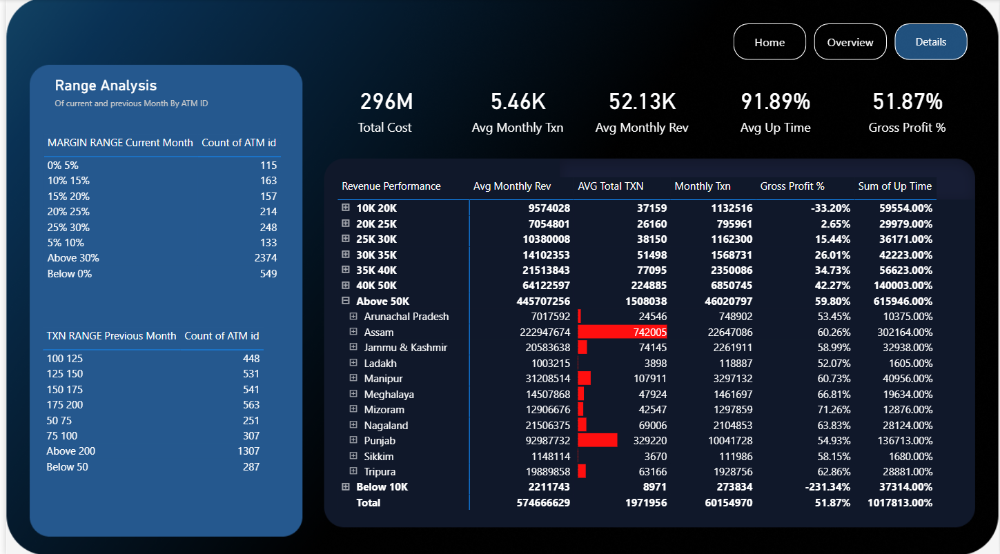 Home Overview Details
Range Analysis
Of current and previous Month By ATM ID
MARGIN RANGE Current Month Count of ATM id
0% 5% 115
10% 15% 163
15% 20% 157
20% 25% 214
25% 30% 248
5% 10% 133
Above 30% 2374
Below 0% 549
TXN RANGE Previous Month Count of ATM id
100 125 448
125 150 531
150 175 541
175 200 563
50 75 251
75 100 307
Above 200 1307
Below 50 287
296M 5.46K 52.13K 91.89% 51.87%
Total Cost Avg Monthly Txn Avg Monthly Rev Avg Up Time Gross Profit %
Revenue Performance Avg Monthly Rev AVG Total TXN Monthly Txn Gross Profit % Sum of Up Time
10K 20K 9574028 37159 1132516 -33.20% 59554.00%
20K 25K 7054801 26160 795961 2.65% 29979.00%
25K 30K 10380008 38150 1162300 15.44% 36171.00%
30K 35K 14102353 51498 1568731 26.01% 42223.00%
35K 40K 21513843 77095 2350086 34.73% 56623.00%
40K 50K 64122597 224885 6850745 42.27% 140003.00%
Above 50K 445707256 1508038 46020797 59.80% 615946.00%
Arunachal Pradesh 7017592 24546 748902 53.45% 10375.00%
Assam 222947674 742005 22647086 60.26% 302164.00%
Jammu & Kashmir 20583638 74145 2261911 58.99% 32938.00%
Ladakh 1003215 3898 118887 52.07% 1605.00%
Manipur 31208514 107911 3297132 60.73% 40956.00%
Meghalaya 14507868 47924 1461697 66.81% 19634.00%
Mizoram 12906676 42547 1297859 71.26% 12876.00%
Nagaland 21506375 69006 2104853 63.83% 28124.00%
Punjab 92987732 329220 10041728 54.93% 136713.00%
Sikkim 1148114 3670 111986 58.15% 1680.00%
Tripura 19889858 63166 1928756 62.86% 28881.00%
Below 10K 2211743 8971 273834 -231.34% 37314.00%
Total 574666629 1971956 60154970 51.87% 1017813.00%